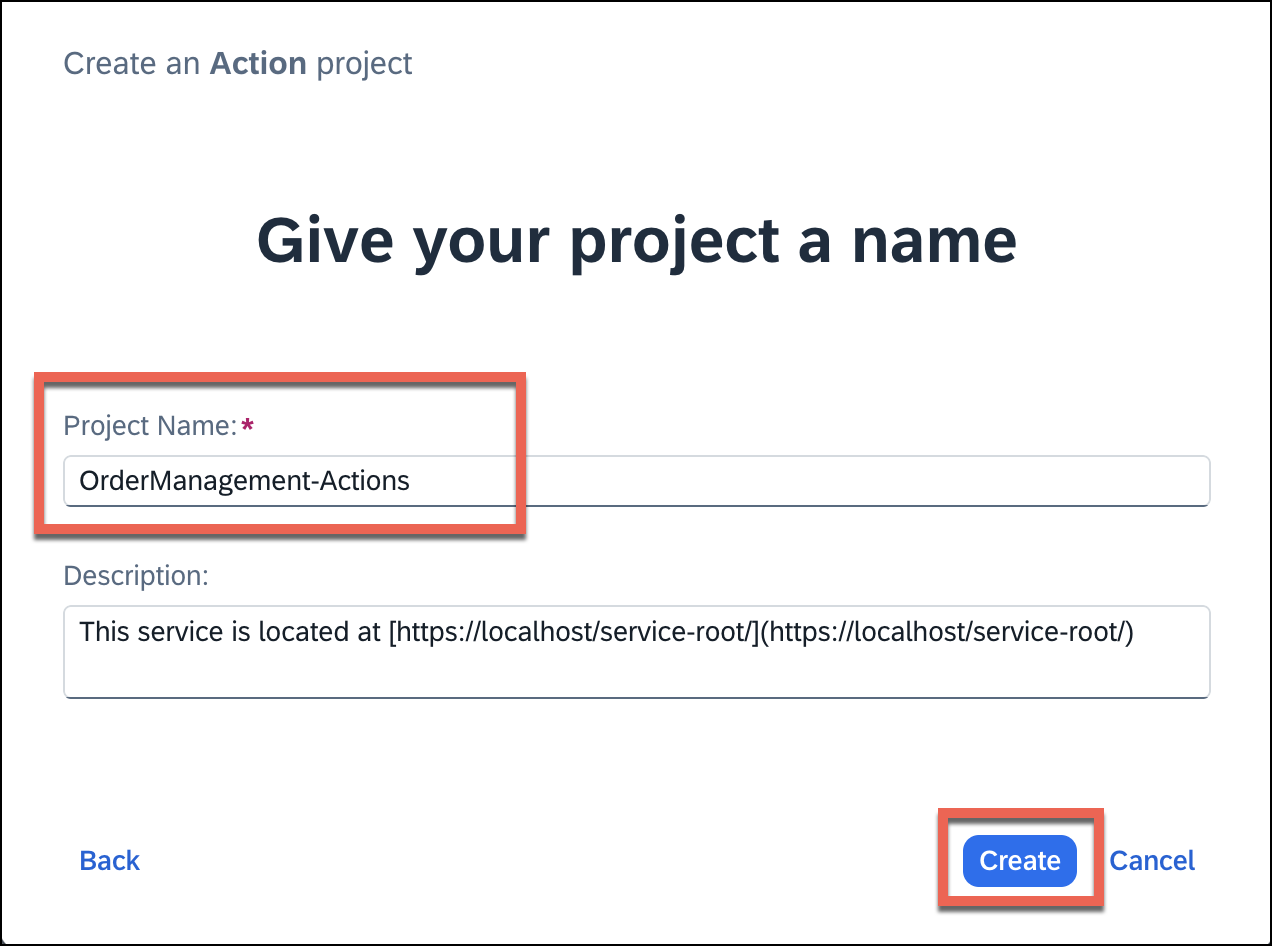 Create an Action project
Give your project a name
Project Name:*
OrderManagement-Actions
Description:
This service is located at [https://localhost/service-root/](https://localhost/service-root/)
Back
Create
Cancel